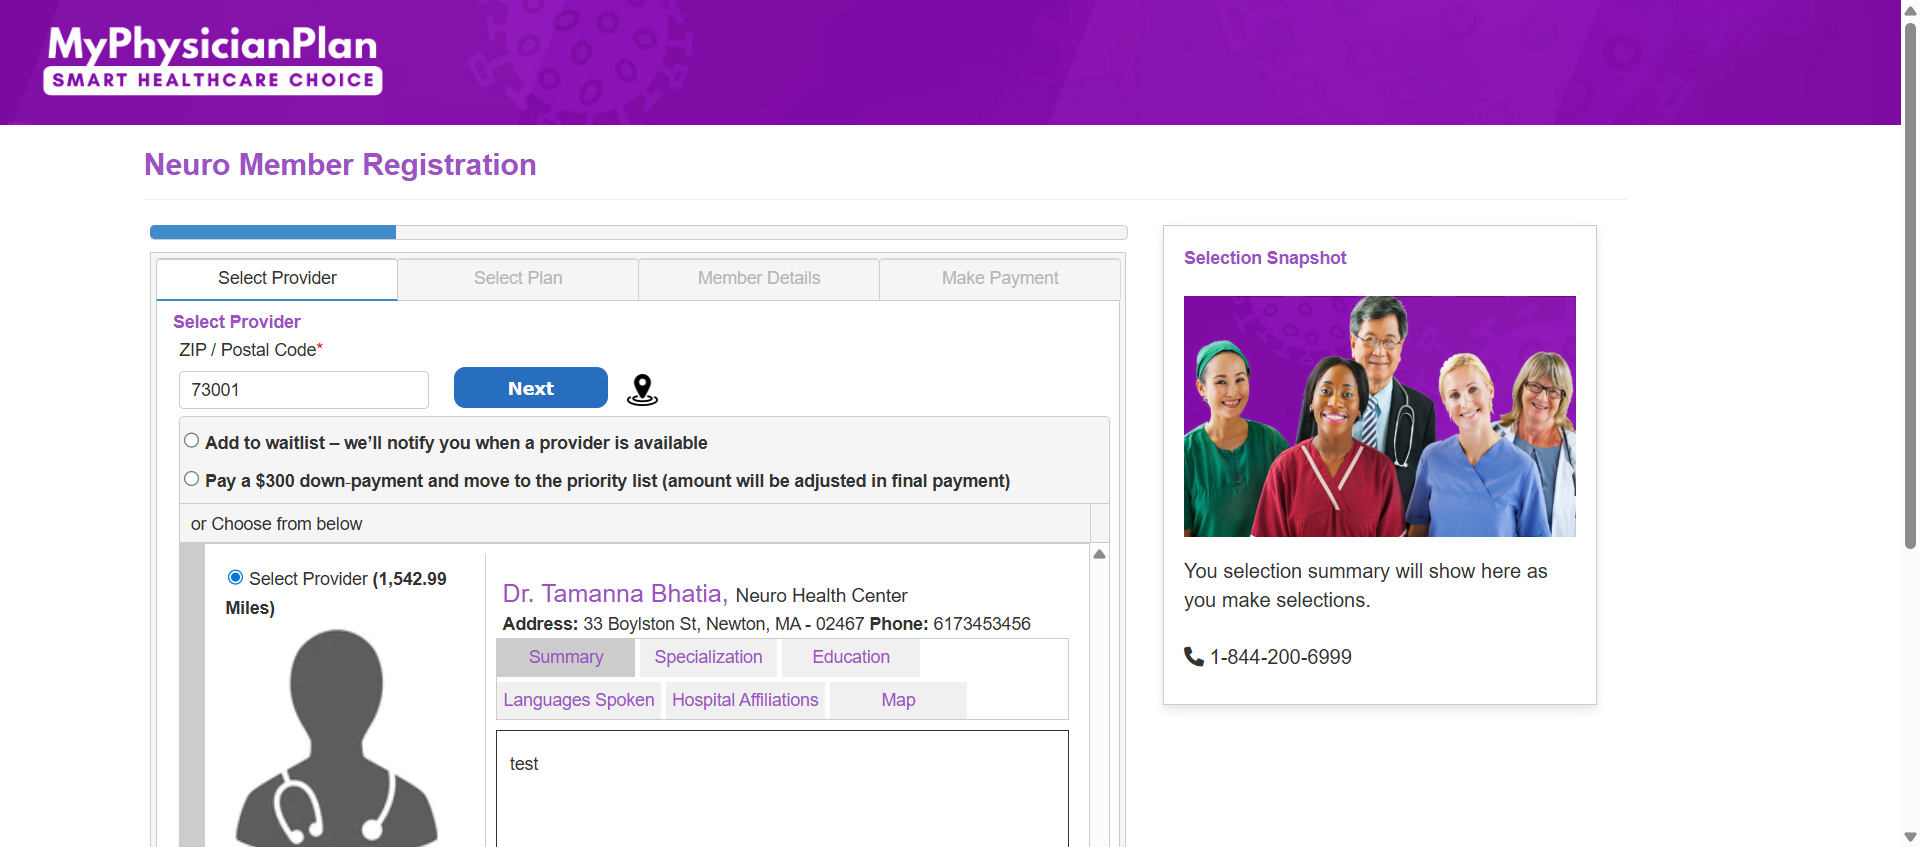 MyPhysicianPlan
SMART HEALTHCARE CHOICE
Neuro Member Registration
Select Provider
Select Plan
Member Details
Make Payment
Select Provider
ZIP / Postal Code*
73001
Next
Add to waitlist – we’ll notify you when a provider is available
Pay a $300 down-payment and move to the priority list (amount will be adjusted in final payment)
or Choose from below
Select Provider (1,542.99
Miles)
Dr. Tamanna Bhatia, Neuro Health Center
Address: 33 Boylston St, Newton, MA - 02467 Phone: 6173453456
Summary
Specialization
Education
Languages Spoken
Hospital Affiliations
Map
test
Selection Snapshot
You selection summary will show here as
you make selections.
1-844-200-6999